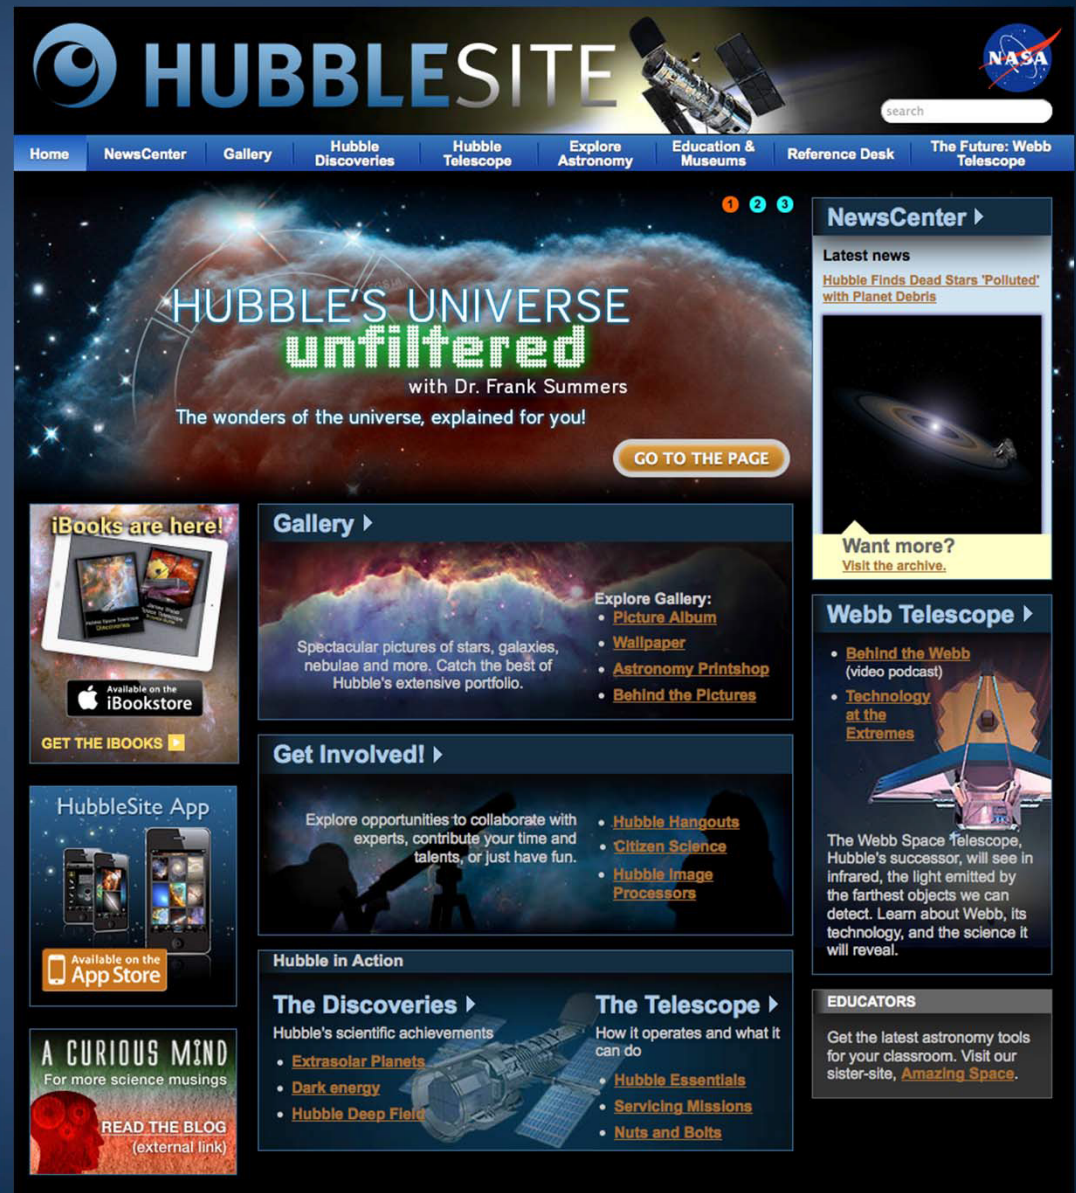 HUBBLESITE
NASA
search
Home
NewsCenter
Gallery
Hubble
Discoveries
Hubble
Telescope
Explore
Astronomy
Education &
Museums
Reference Desk
The Future: Webb
Telescope
1 2 3
HUBBLE'S UNIVERSE
unfiltered
with Dr. Frank Summers
The wonders of the universe, explained for you!
GO TO THE PAGE
NewsCenter
Latest news
Hubble Finds Dead Stars 'Polluted'
with Planet Debris
Want more?
Visit the archive.
iBooks are here!
Discoveries
Available on the
iBookstore
GET THE IBOOKS
Gallery
Spectacular pictures of stars, galaxies,
nebulae and more. Catch the best of
Hubble's extensive portfolio.
Explore Gallery:
• Picture Album
• Wallpaper
• Astronomy Printshop
• Behind the Pictures
Webb Telescope
• Behind the Webb
(video podcast)
• Technology
at the
Extremes
The Webb Space Telescope,
Hubble's successor, will see in
infrared, the light emitted by
the farthest objects we can
detect. Learn about Webb, its
technology, and the science it
will reveal.
Get Involved!
Explore opportunities to collaborate with
experts, contribute your time and
talents, or just have fun.
• Hubble Hangouts
• Citizen Science
• Hubble Image
Processors
HubbleSite App
Available on the
App Store
Hubble in Action
The Discoveries
Hubble's scientific achievements
• Extrasolar Planets
• Dark energy
• Hubble Deep Field
The Telescope
How it operates and what it
can do
• Hubble Essentials
• Servicing Missions
• Nuts and Bolts
EDUCATORS
Get the latest astronomy tools
for your classroom. Visit our
sister-site, Amazing Space.
A CURIOUS MIND
For more science musings
READ THE BLOG
(external link)